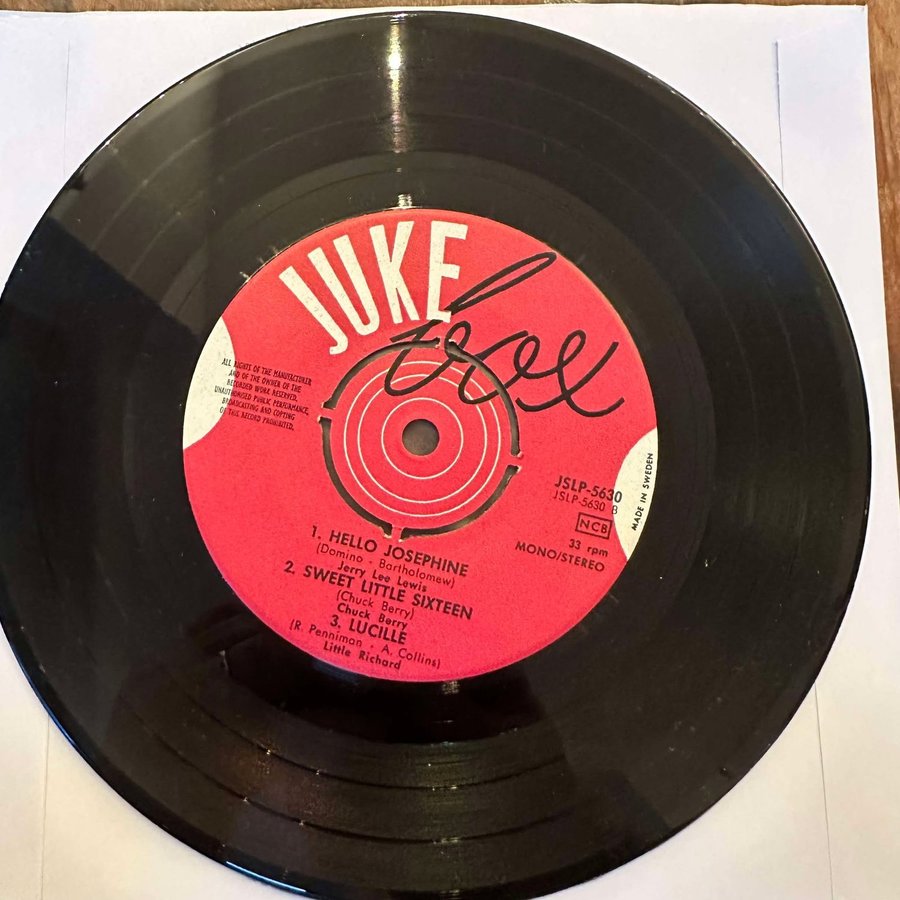 JUKE
box
ALL RIGHTS OF THE MANUFACTURER
AND OF THE OWNER OF THE
RECORDED WORK RESERVED.
UNAUTHORISED PUBLIC PERFORMANCE,
BROADCASTING AND COPYING
OF THIS RECORD PROHIBITED.
JSLP-5630
JSLP-5630 B
NCB
33 rpm
MONO/STEREO
MADE IN SWEDEN
1. HELLO JOSEPHINE
(Domino - Bartholomew)
Jerry Lee Lewis
2. SWEET LITTLE SIXTEEN
(Chuck Berry)
Chuck Berry
3. LUCILLE
(R. Penniman - A. Collins)
Little Richard